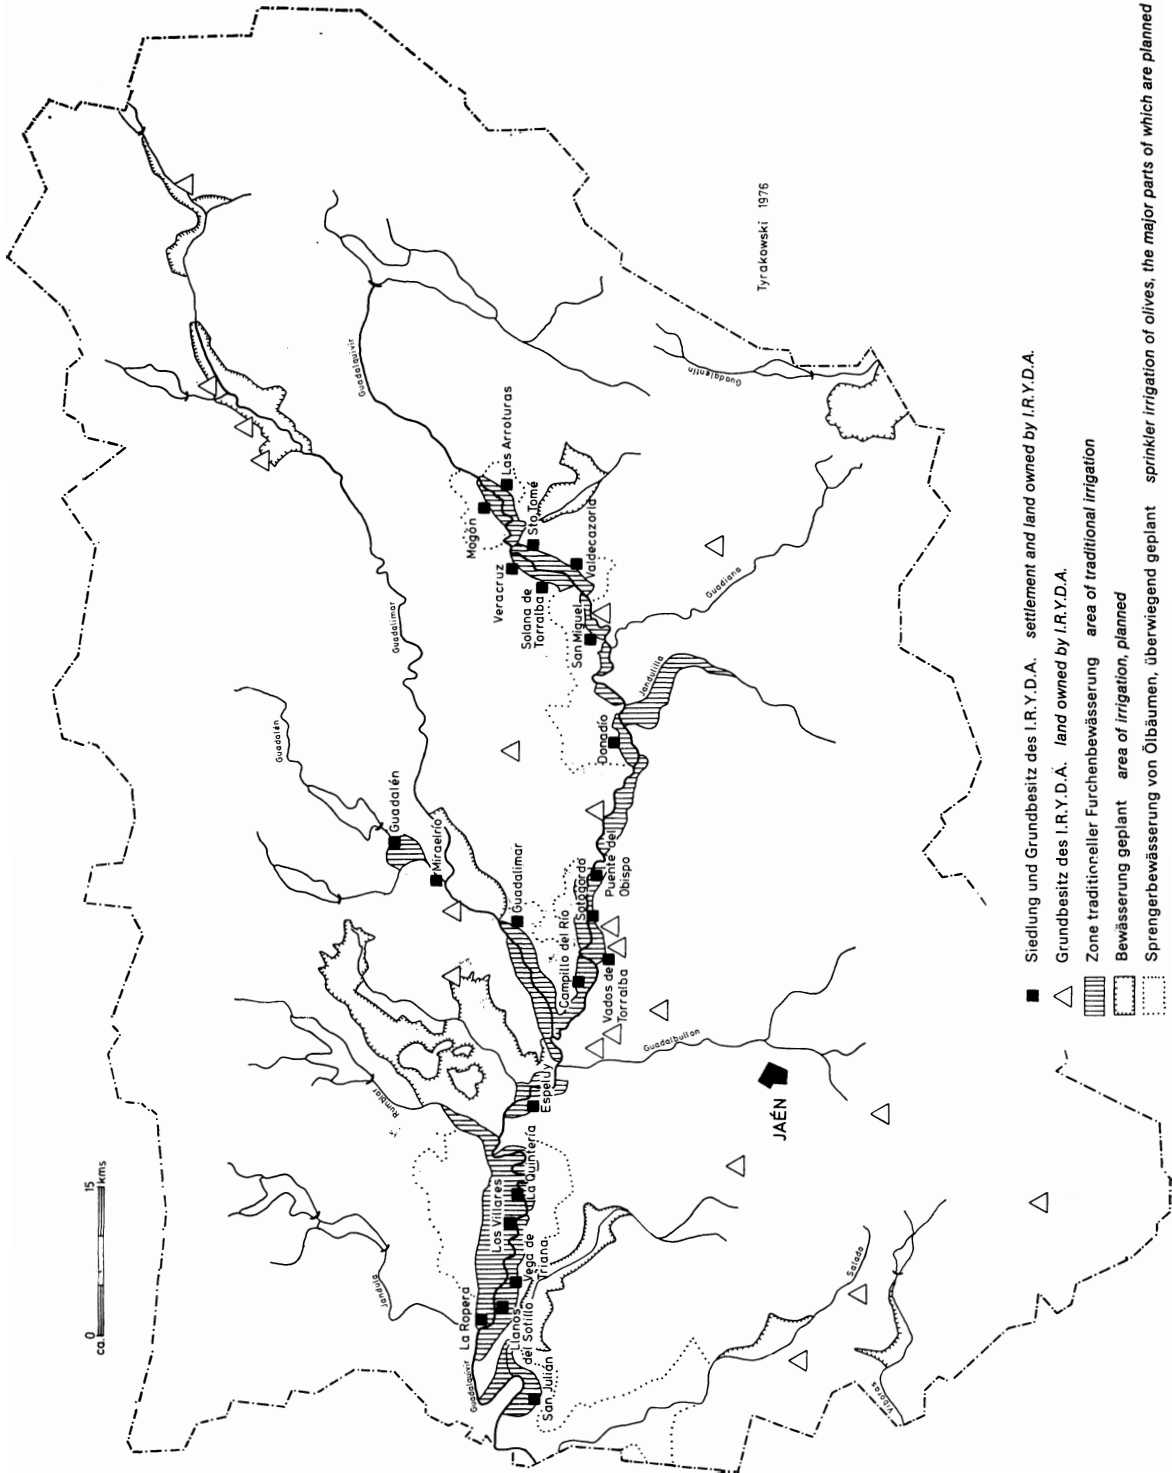 ca. 0 15 kms
Jandula
Rumblar
Guadalén
Guadalén
Miraelrío
Guadalimar
Guadalimar
Guadalquivir
Mogón
Las Arroturas
Veracruz
Sto Tomé
Solana de
Torralba
Valdecazorla
San Miguel
Donadío
Jandulilla
Guadiana
Guadalentín
Puente del
Obispo
Sotogordo
Campillo del Río
Vados de
Torralba
Guadalbullon
Espeluy
La Quintería
Los Villares
Vega de
Triana
La Ropera
Llanos
del Sotillo
Guadalquivir
San Julián
Salado
Viboras
JAÉN
Tyrakowski 1976
Siedlung und Grundbesitz des I.R.Y.D.A. settlement and land owned by I.R.Y.D.A.
Grundbesitz des I.R.Y.D.A. land owned by I.R.Y.D.A.
Zone traditioneller Furchenbewässerung area of traditional irrigation
Bewässerung geplant area of irrigation, planned
Sprengerbewässerung von Ölbäumen, überwiegend geplant sprinkler irrigation of olives, the major parts of which are planned